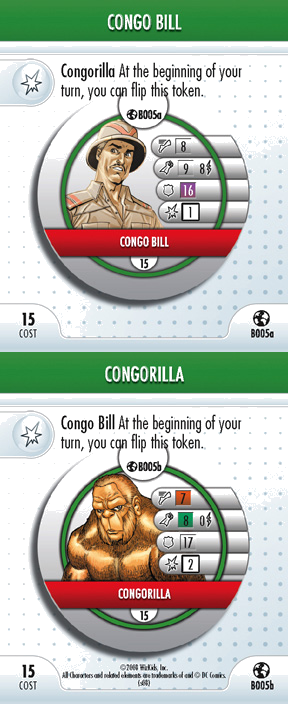 CONGO BILL
Congorilla At the beginning of your
turn, you can flip this token.
B005a
8
9 8
16
1
CONGO BILL
15
15
COST
B005a
CONGORILLA
Congo Bill At the beginning of your
turn, you can flip this token.
B005b
7
8 0
17
2
CONGORILLA
15
©2008 WizKids, Inc.
All Characters and related elements are trademarks of and © DC Comics.
(s08)
15
COST
B005b